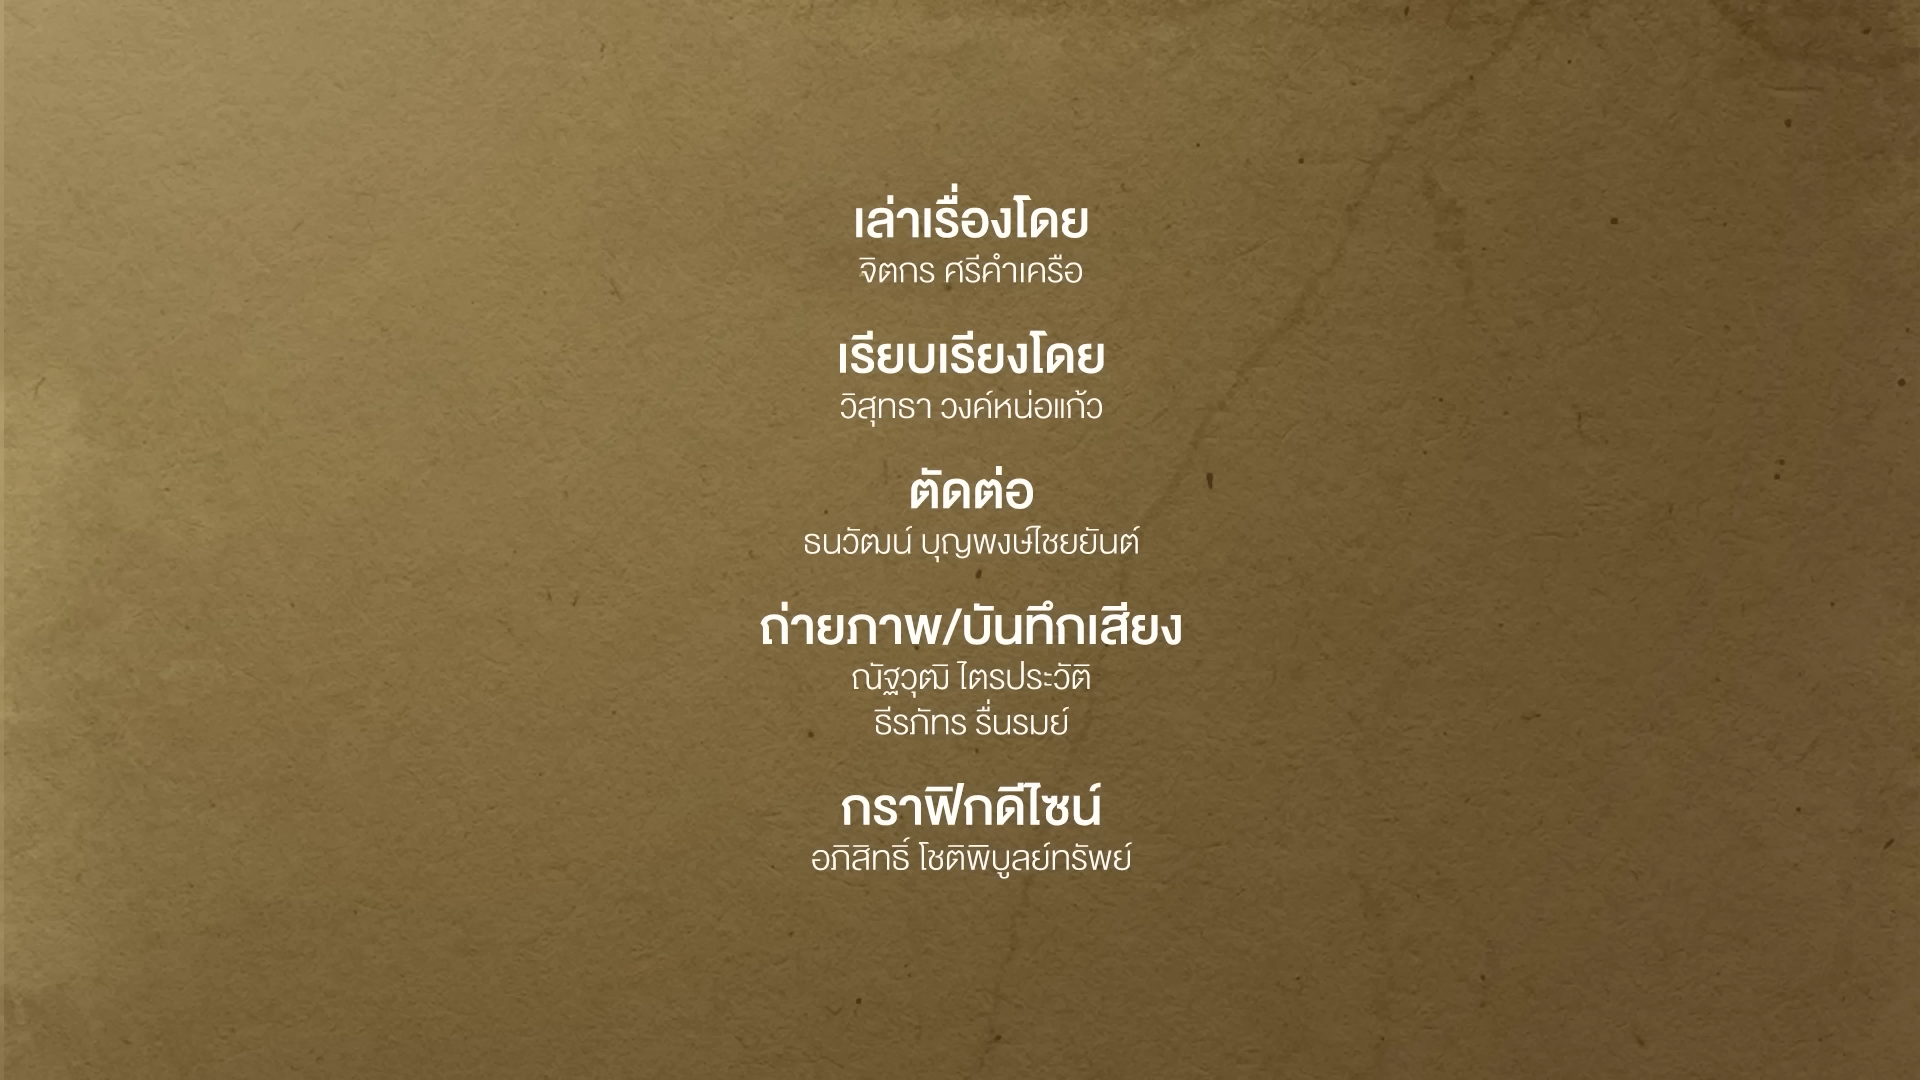 เล่าเรื่องโดย
จิตกร ศรีคำเครือ
เรียบเรียงโดย
วิสุทธา วงค์หน่อแก้ว
ตัดต่อ
ธนวัฒน์ บุญพงษ์ไชยยันต์
ถ่ายภาพ/บันทึกเสียง
ณัฐวุฒิ ไตรประวัติ
ธีรภัทร รื่นรมย์
กราฟิกดีไซน์
อภิสิทธิ์ โชติพิบูลย์ทรัพย์